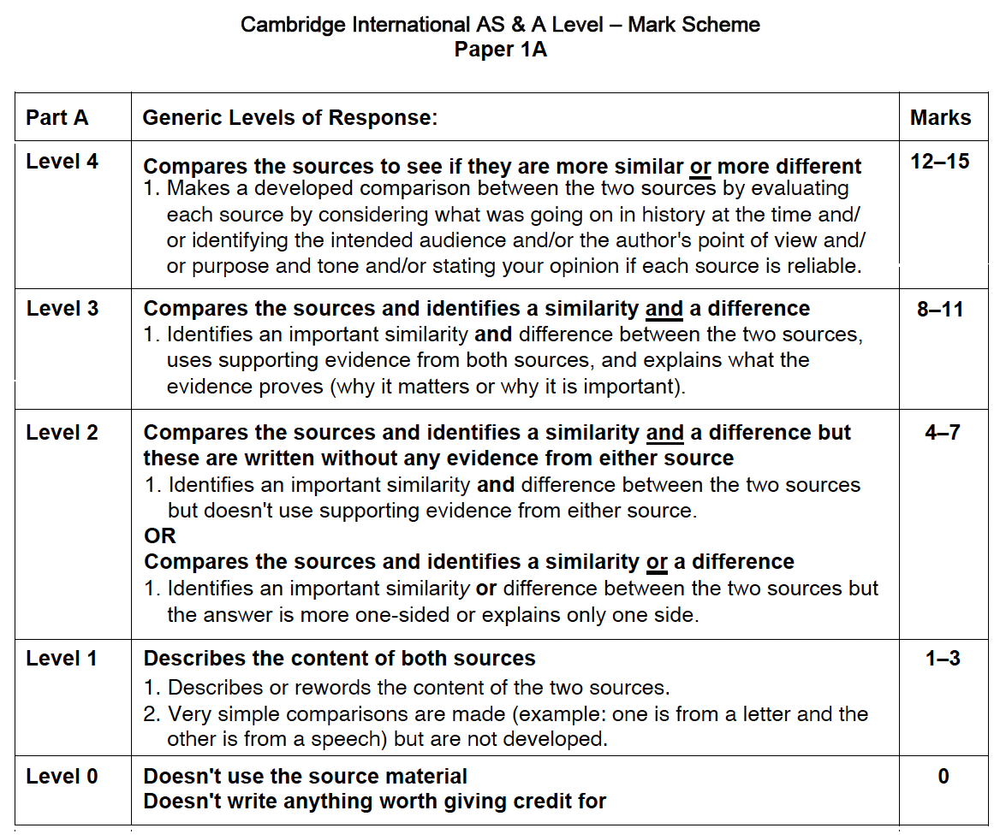 Cambridge International AS & A Level – Mark Scheme
Paper 1A
Part A
Generic Levels of Response:
Marks
Level 4
Compares the sources to see if they are more similar or more different
12–15
1. Makes a developed comparison between the two sources by evaluating
each source by considering what was going on in history at the time and/
or identifying the intended audience and/or the author's point of view and/
or purpose and tone and/or stating your opinion if each source is reliable.
Level 3
Compares the sources and identifies a similarity and a difference
8–11
1. Identifies an important similarity and difference between the two sources,
uses supporting evidence from both sources, and explains what the
evidence proves (why it matters or why it is important).
Level 2
Compares the sources and identifies a similarity and a difference but
4–7
these are written without any evidence from either source
1. Identifies an important similarity and difference between the two sources
but doesn't use supporting evidence from either source.
OR
Compares the sources and identifies a similarity or a difference
1. Identifies an important similarity or difference between the two sources but
the answer is more one-sided or explains only one side.
Level 1
Describes the content of both sources
1–3
1. Describes or rewords the content of the two sources.
2. Very simple comparisons are made (example: one is from a letter and the
other is from a speech) but are not developed.
Level 0
Doesn't use the source material
0
Doesn't write anything worth giving credit for